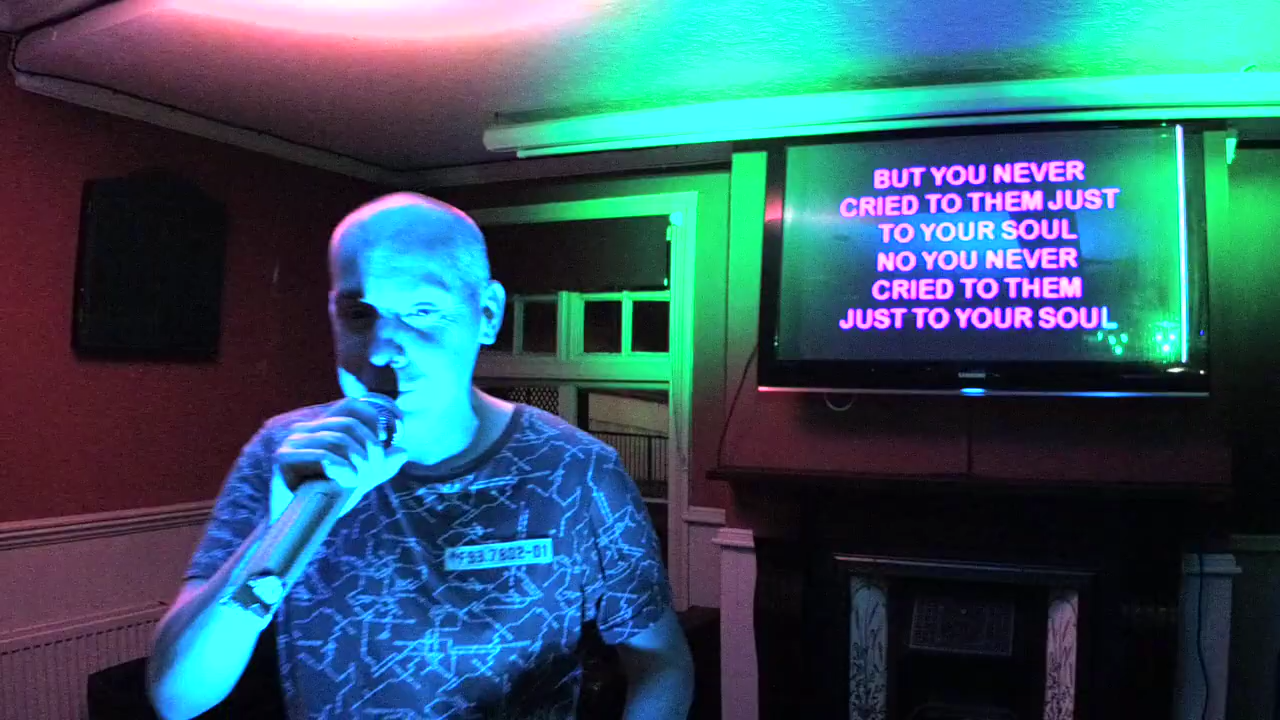 BUT YOU NEVER
CRIED TO THEM JUST
TO YOUR SOUL
NO YOU NEVER
CRIED TO THEM
JUST TO YOUR SOUL
SAMSUNG